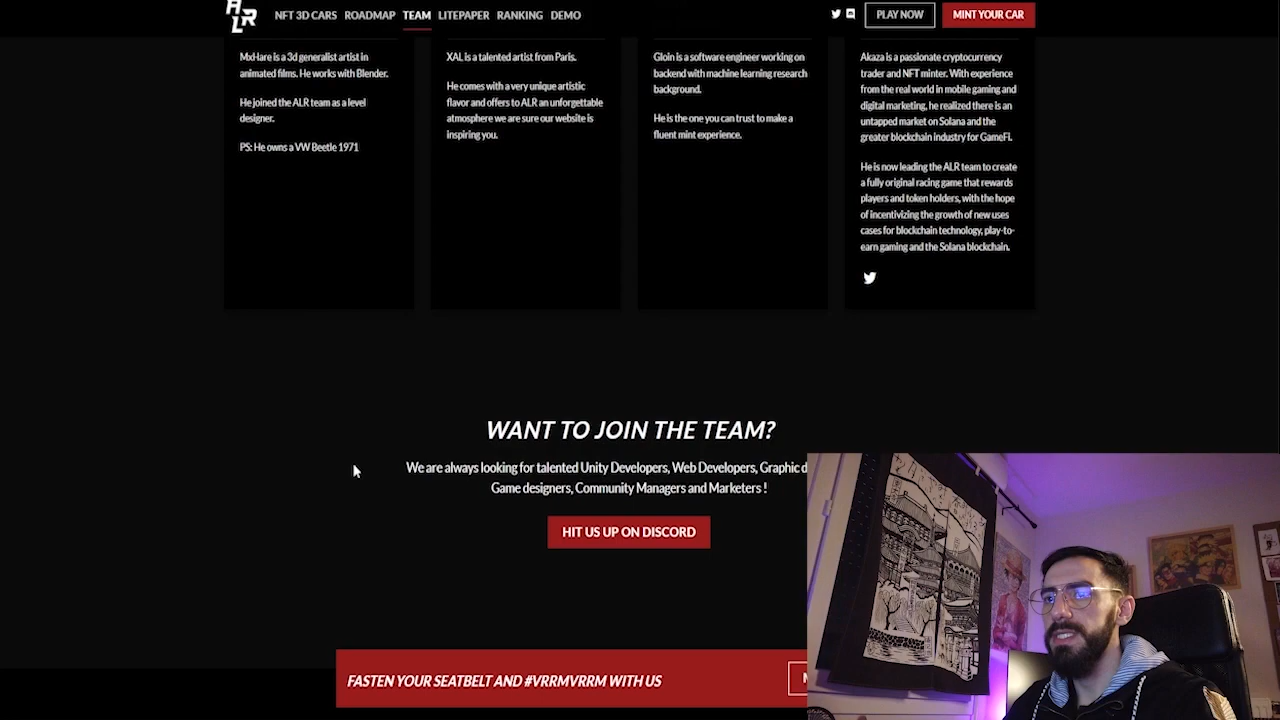 ALR
NFT 3D CARS ROADMAP TEAM LITEPAPER RANKING DEMO
PLAY NOW
MINT YOUR CAR
MxHare is a 3d generalist artist in
animated films. He works with Blender.
He joined the ALR team as a level
designer.
PS: He owns a VW Beetle 1971
XAL is a talented artist from Paris.
He comes with a very unique artistic
flavor and offers to ALR an unforgettable
atmosphere we are sure our website is
inspiring you.
Gloin is a software engineer working on
backend with machine learning research
background.
He is the one you can trust to make a
fluent mint experience.
Akaza is a passionate cryptocurrency
trader and NFT minter. With experience
from the real world in mobile gaming and
digital marketing, he realized there is an
untapped market on Solana and the
greater blockchain industry for GameFi.
He is now leading the ALR team to create
a fully original racing game that rewards
players and token holders, with the hope
of incentivizing the growth of new uses
cases for blockchain technology, play-to-
earn gaming and the Solana blockchain.
WANT TO JOIN THE TEAM?
We are always looking for talented Unity Developers, Web Developers, Graphic d
Game designers, Community Managers and Marketers !
HIT US UP ON DISCORD
FASTEN YOUR SEATBELT AND #VRRMVRRM WITH US